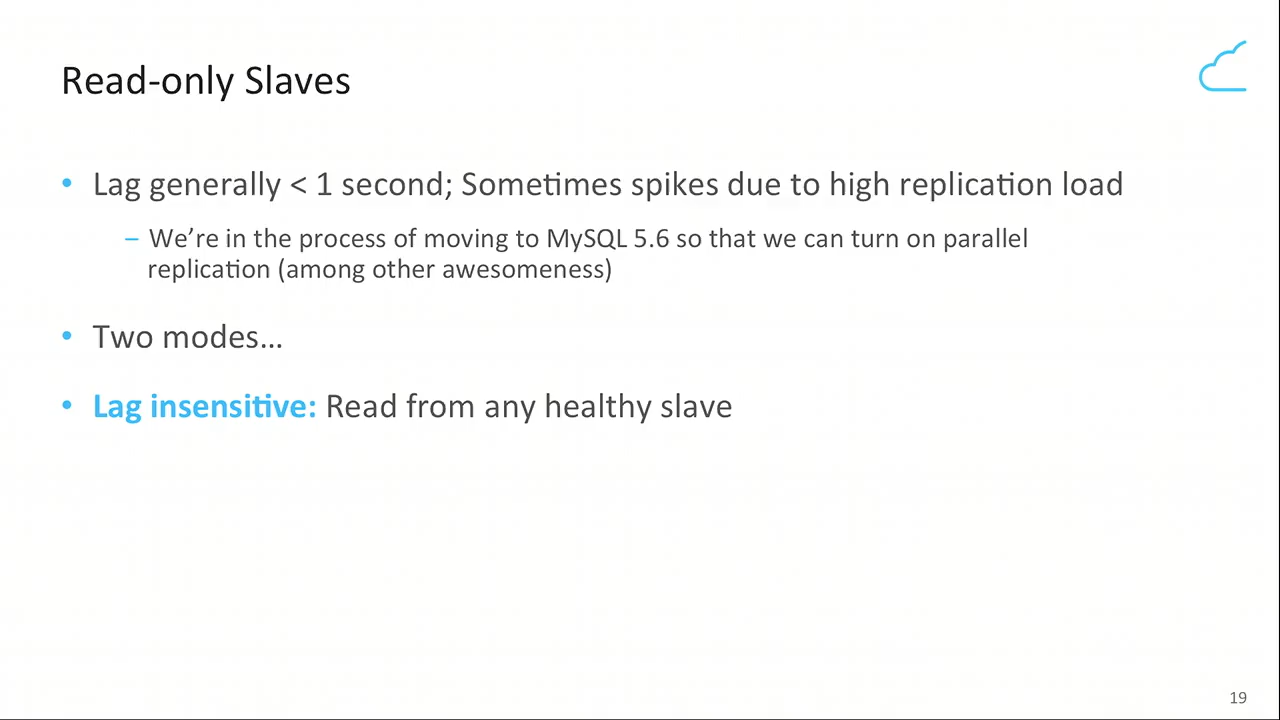 Read-only Slaves
• Lag generally < 1 second; Sometimes spikes due to high replication load
– We’re in the process of moving to MySQL 5.6 so that we can turn on parallel
replication (among other awesomeness)
• Two modes…
• Lag insensitive: Read from any healthy slave
19